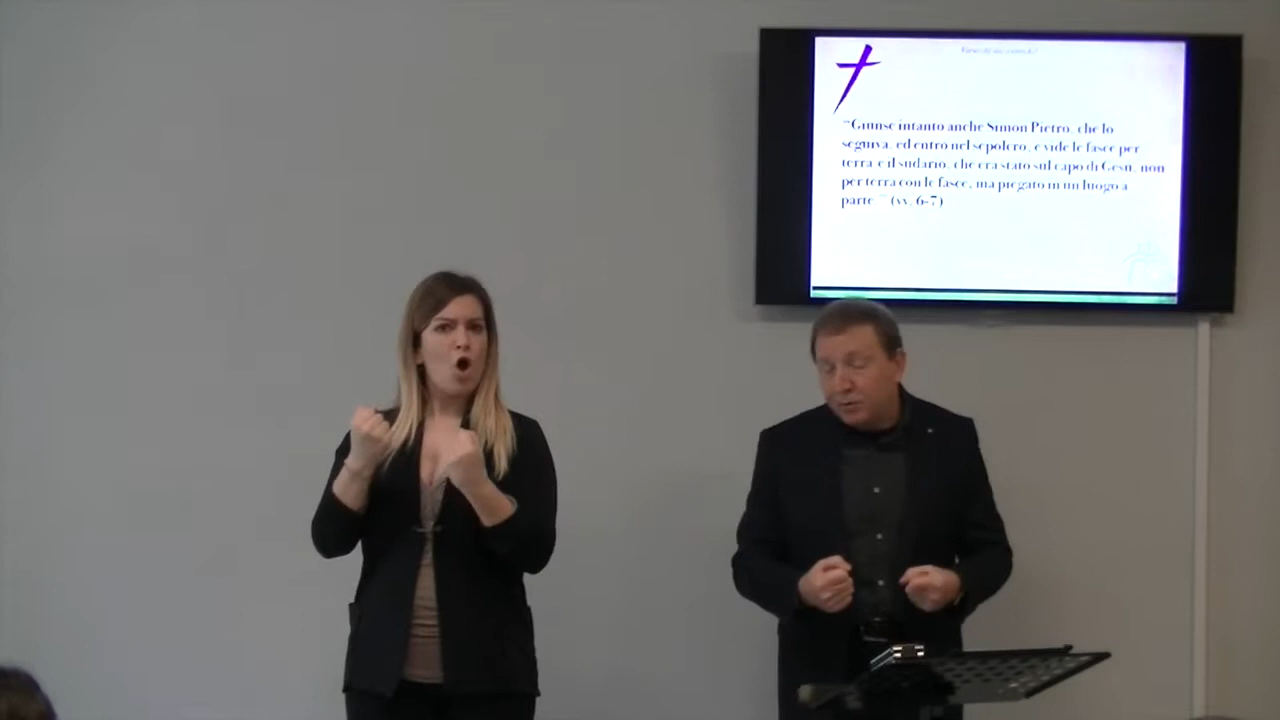 “Giunse intanto anche Simon Pietro, che lo
seguiva, ed entrò nel sepolcro, e vide le fasce per
terra e il sudario, che era stato sul capo di Gesù, non
per terra con le fasce, ma piegato in un luogo a
parte.” (vv. 6-7)